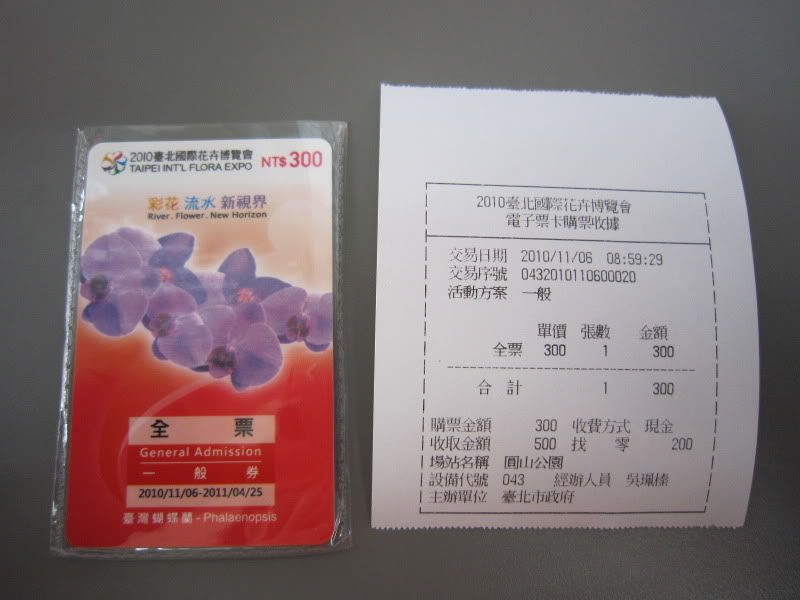 2010臺北國際花卉博覽會
TAIPEI INT'L FLORA EXPO
NT$300
彩花 流水 新視界
River . Flower . New Horizon
全 票
General Admission
一 般 券
2010/11/06-2011/04/25
臺灣蝴蝶蘭 - Phalaenopsis
2010臺北國際花卉博覽會
電子票卡購票收據
交易日期 2010/11/06 08:59:29
交易序號 0432010110600020
活動方案 一般
單價 張數 金額
全票 300 1 300
合 計 1 300
購票金額 300 收費方式 現金
收取金額 500 找 零 200
場站名稱 圓山公園
設備代號 043 經辦人員 吳珮榛
主辦單位 臺北市政府